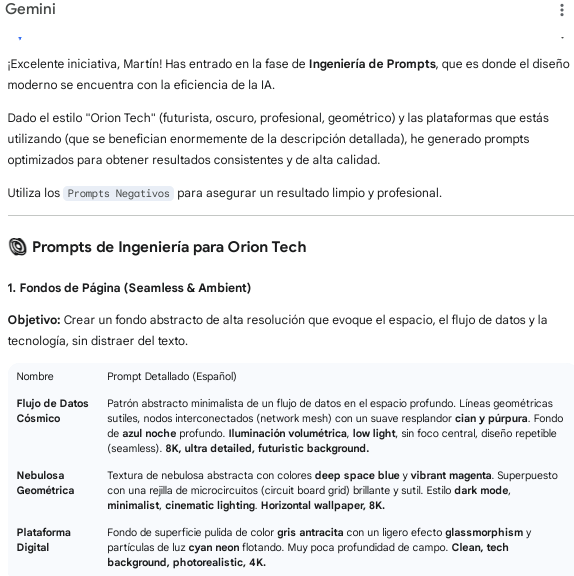 Gemini
¡Excelente iniciativa, Martín! Has entrado en la fase de Ingeniería de Prompts, que es donde el diseño
moderno se encuentra con la eficiencia de la IA.
Dado el estilo "Orion Tech" (futurista, oscuro, profesional, geométrico) y las plataformas que estás
utilizando (que se benefician enormemente de la descripción detallada), he generado prompts
optimizados para obtener resultados consistentes y de alta calidad.
Utiliza los Prompts Negativos para asegurar un resultado limpio y profesional.
Prompts de Ingeniería para Orion Tech
1. Fondos de Página (Seamless & Ambient)
Objetivo: Crear un fondo abstracto de alta resolución que evoque el espacio, el flujo de datos y la
tecnología, sin distraer del texto.
Nombre Prompt Detallado (Español)
Flujo de Datos Patrón abstracto minimalista de un flujo de datos en el espacio profundo. Líneas geométricas
Cósmico sutiles, nodos interconectados (network mesh) con un suave resplandor cian y púrpura. Fondo
de azul noche profundo. Iluminación volumétrica, low light, sin foco central, diseño repetible
(seamless). 8K, ultra detailed, futuristic background.
Nebulosa Textura de nebulosa abstracta con colores deep space blue y vibrant magenta. Superpuesto
Geométrica con una rejilla de microcircuitos (circuit board grid) brillante y sutil. Estilo dark mode,
minimalist, cinematic lighting. Horizontal wallpaper, 8K.
Plataforma Fondo de superficie pulida de color gris antracita con un ligero efecto glassmorphism y
Digital partículas de luz cyan neon flotando. Muy poca profundidad de campo. Clean, tech
background, photorealistic, 4K.